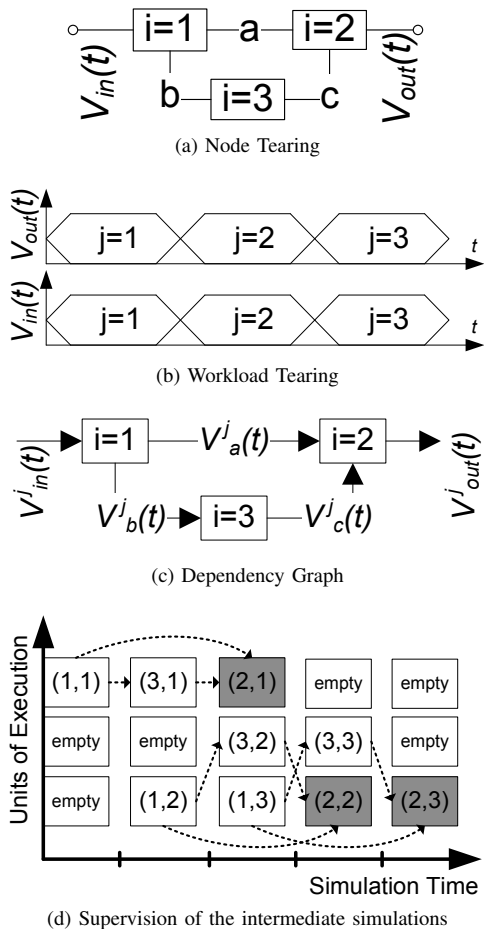 i=1 a i=2
V_in(t) b i=3 c V_out(t)
(a) Node Tearing
V_out(t) j=1 j=2 j=3 t
V_in(t) j=1 j=2 j=3 t
(b) Workload Tearing
V^j_in(t) i=1 V^j_a(t) i=2 V^j_out(t)
V^j_b(t) i=3 V^j_c(t)
(c) Dependency Graph
Units of Execution
(1,1) (3,1) (2,1) empty empty
empty empty (3,2) (3,3) empty
empty (1,2) (1,3) (2,2) (2,3)
Simulation Time
(d) Supervision of the intermediate simulations